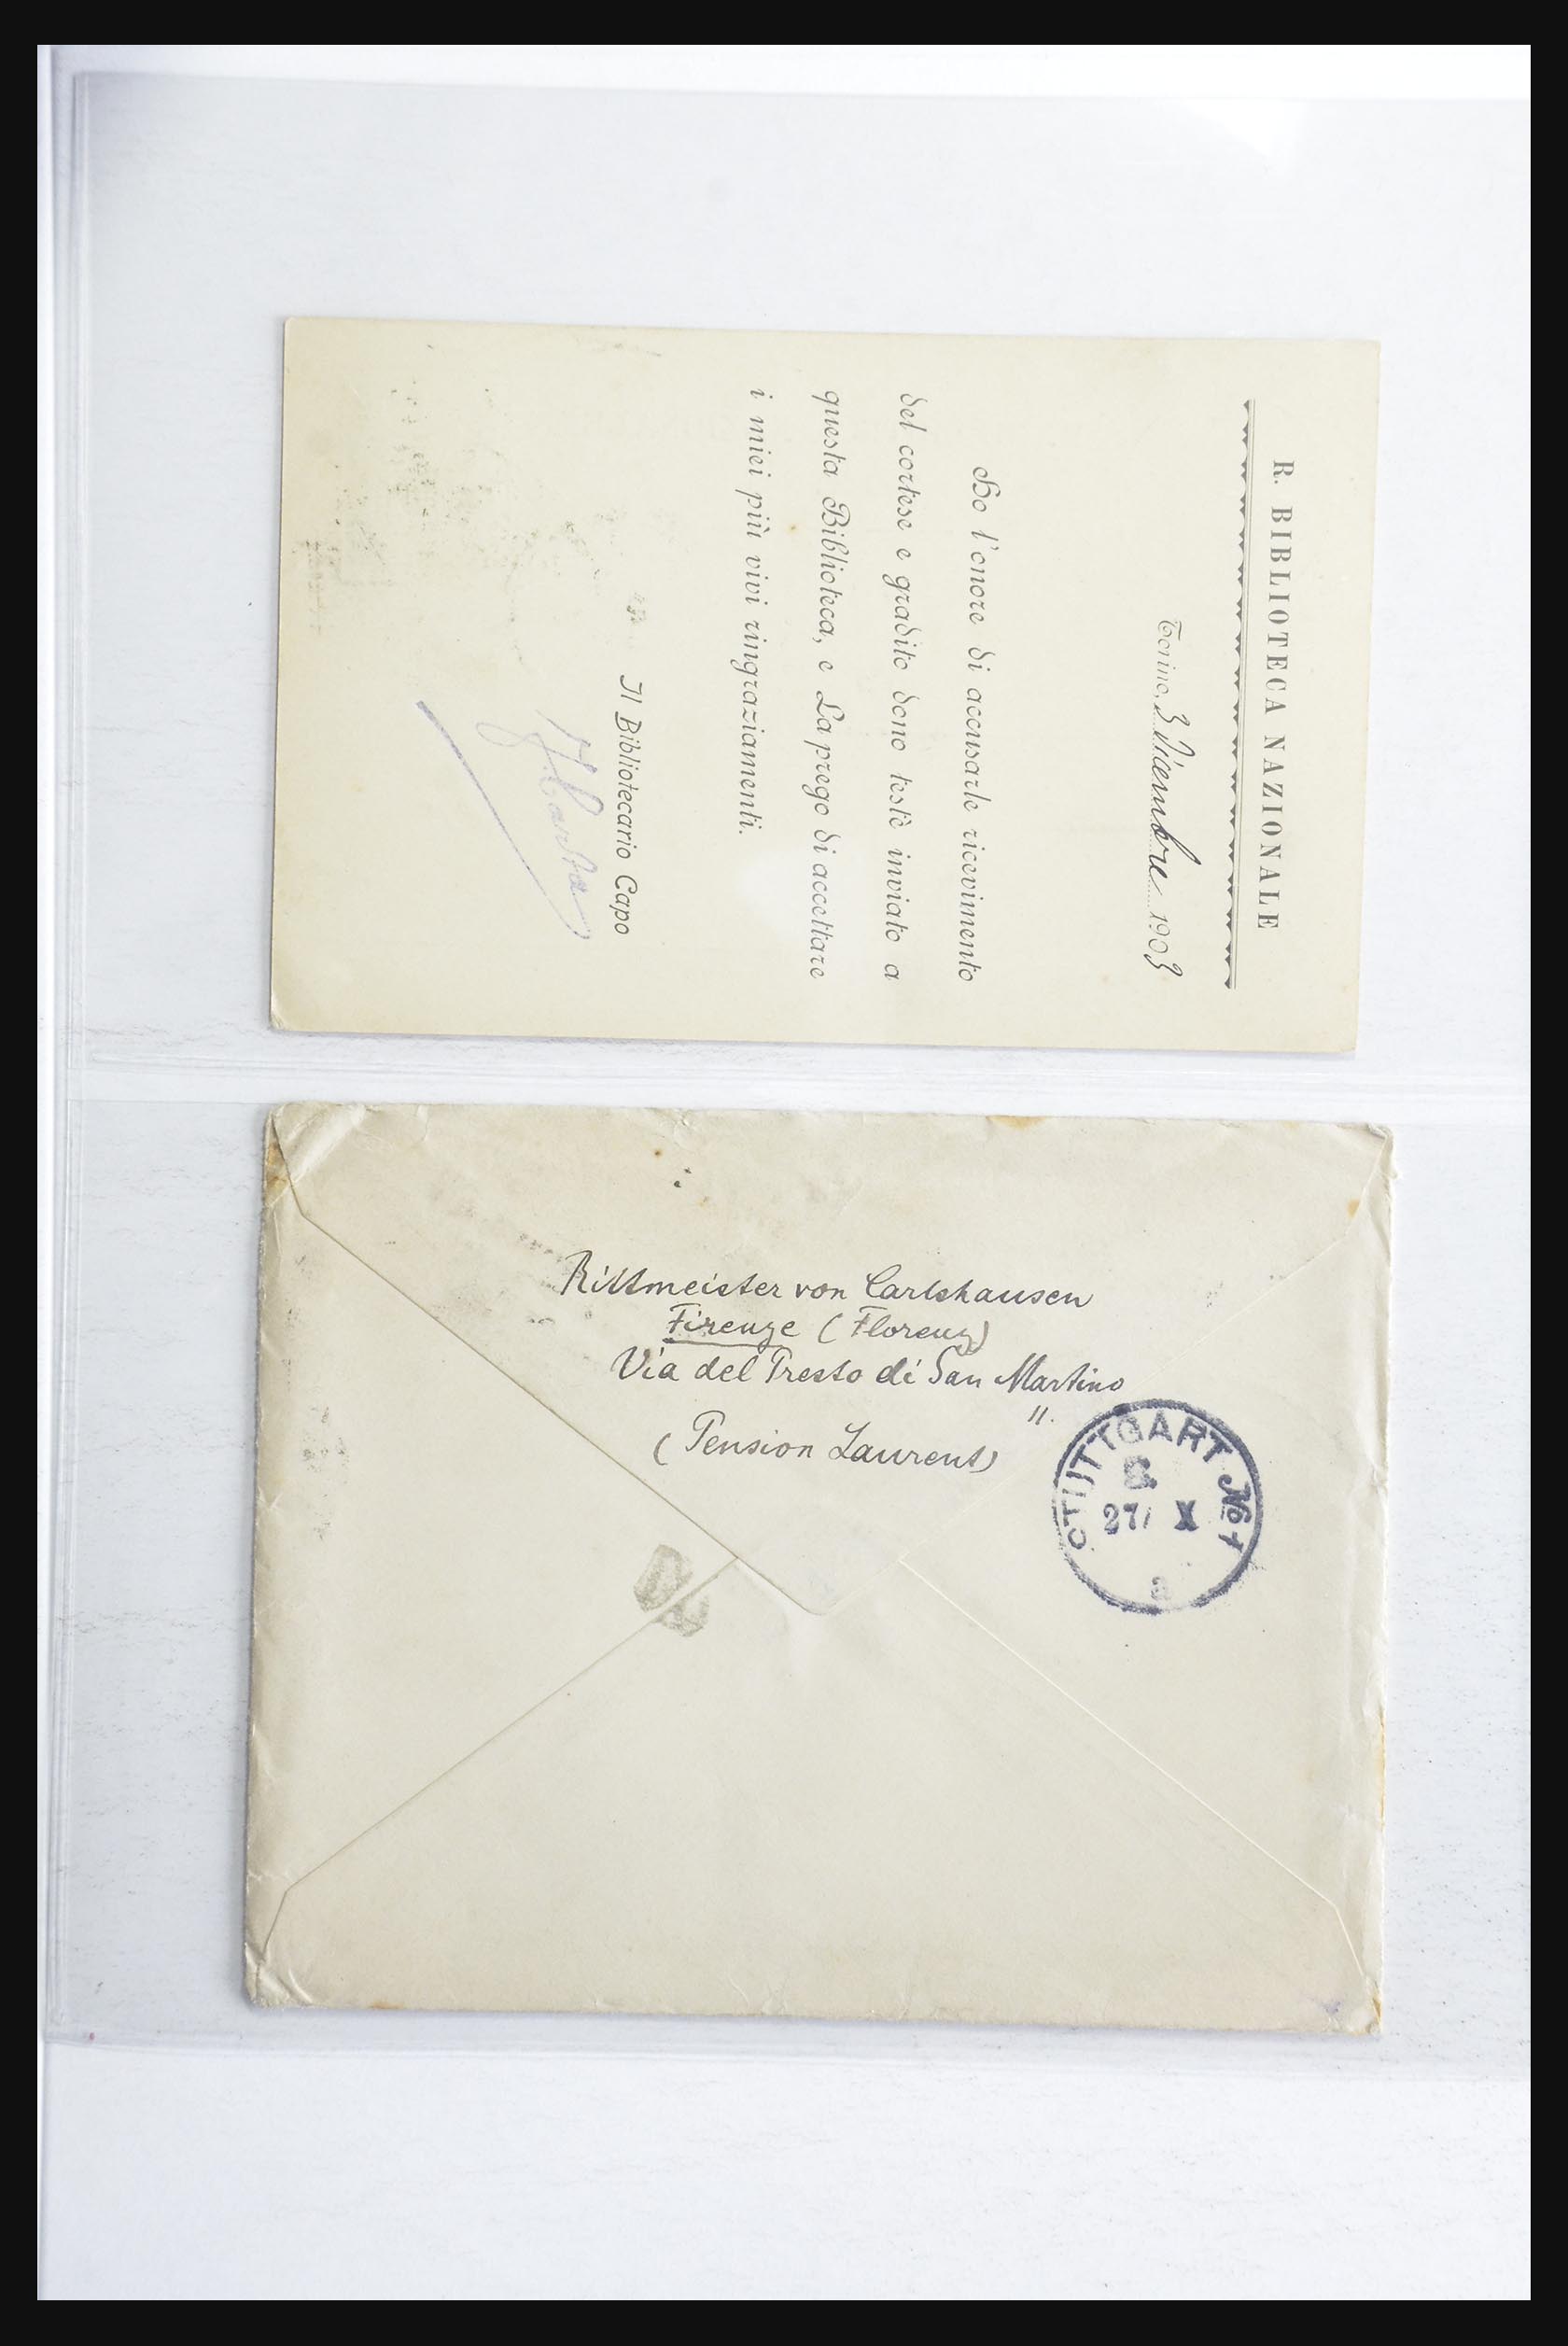 R. BIBLIOTECA NAZIONALE
Torino, 3 Dicembre 1903
Ho l'onore di accusarle ricevimento
del cortese e gradito dono testè inviato a
questa Biblioteca, e La prego di accettare
i miei più vivi ringraziamenti.
Il Bibliotecario Capo
Rittmeister von Carlshausen
Firenze (Florenz)
Via del Presto di San Martino
11.
(Pension Laurent)
STUTTGART No 1
27/ X
a